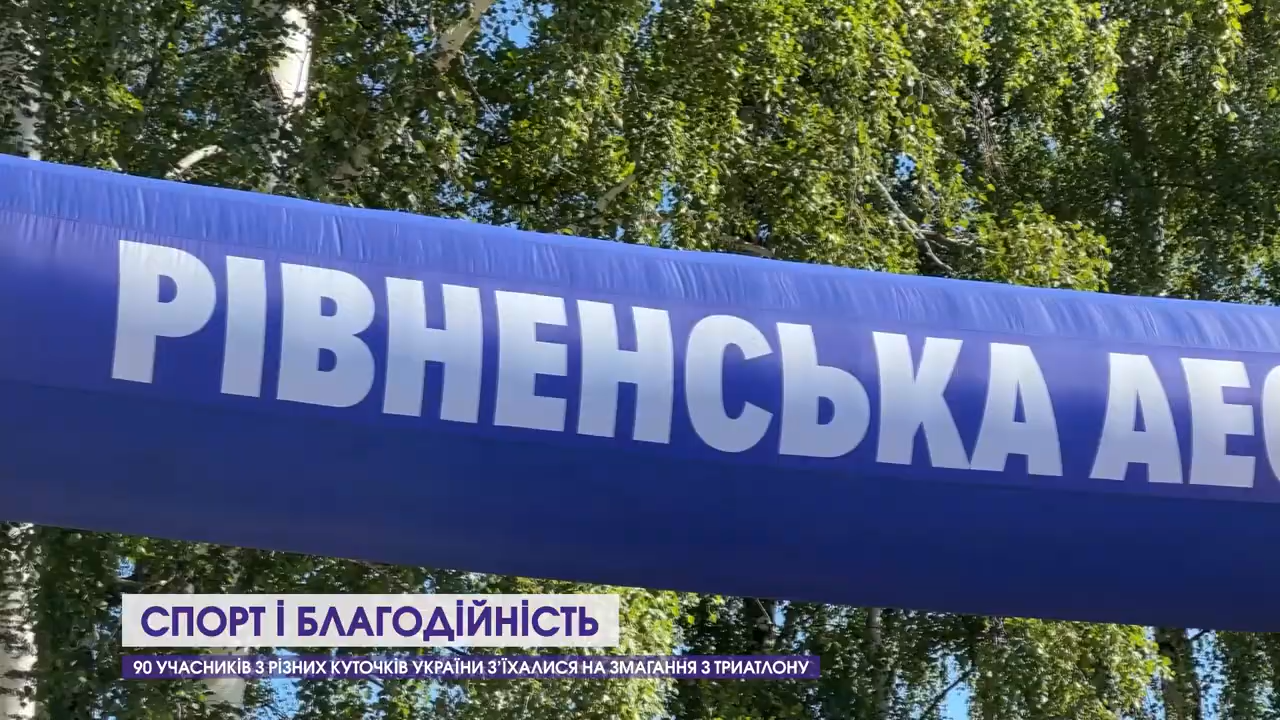 РІВНЕНСЬКА АЕС
СПОРТ І БЛАГОДІЙНІСТЬ
90 УЧАСНИКІВ З РІЗНИХ КУТОЧКІВ УКРАЇНИ З'ЇХАЛИСЯ НА ЗМАГАННЯ З ТРИАТЛОНУ